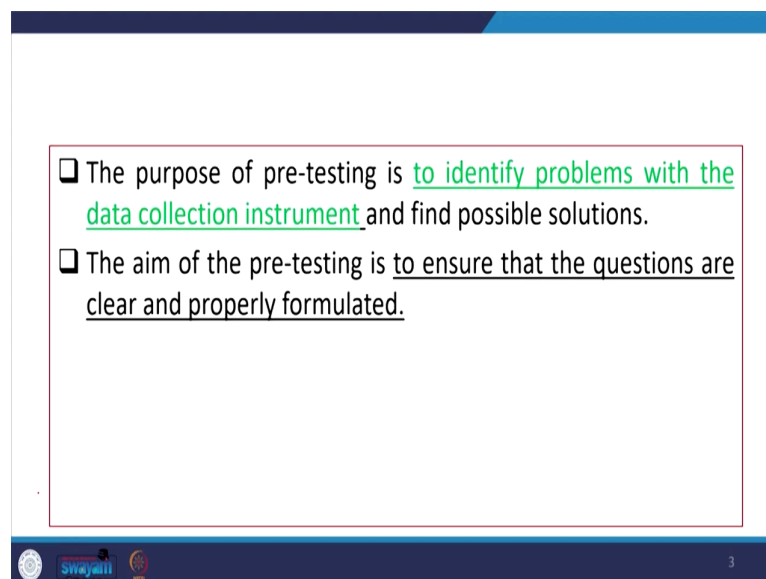 The purpose of pre-testing is to identify problems with the
data collection instrument and find possible solutions.
The aim of the pre-testing is to ensure that the questions are
clear and properly formulated.
swayam
3